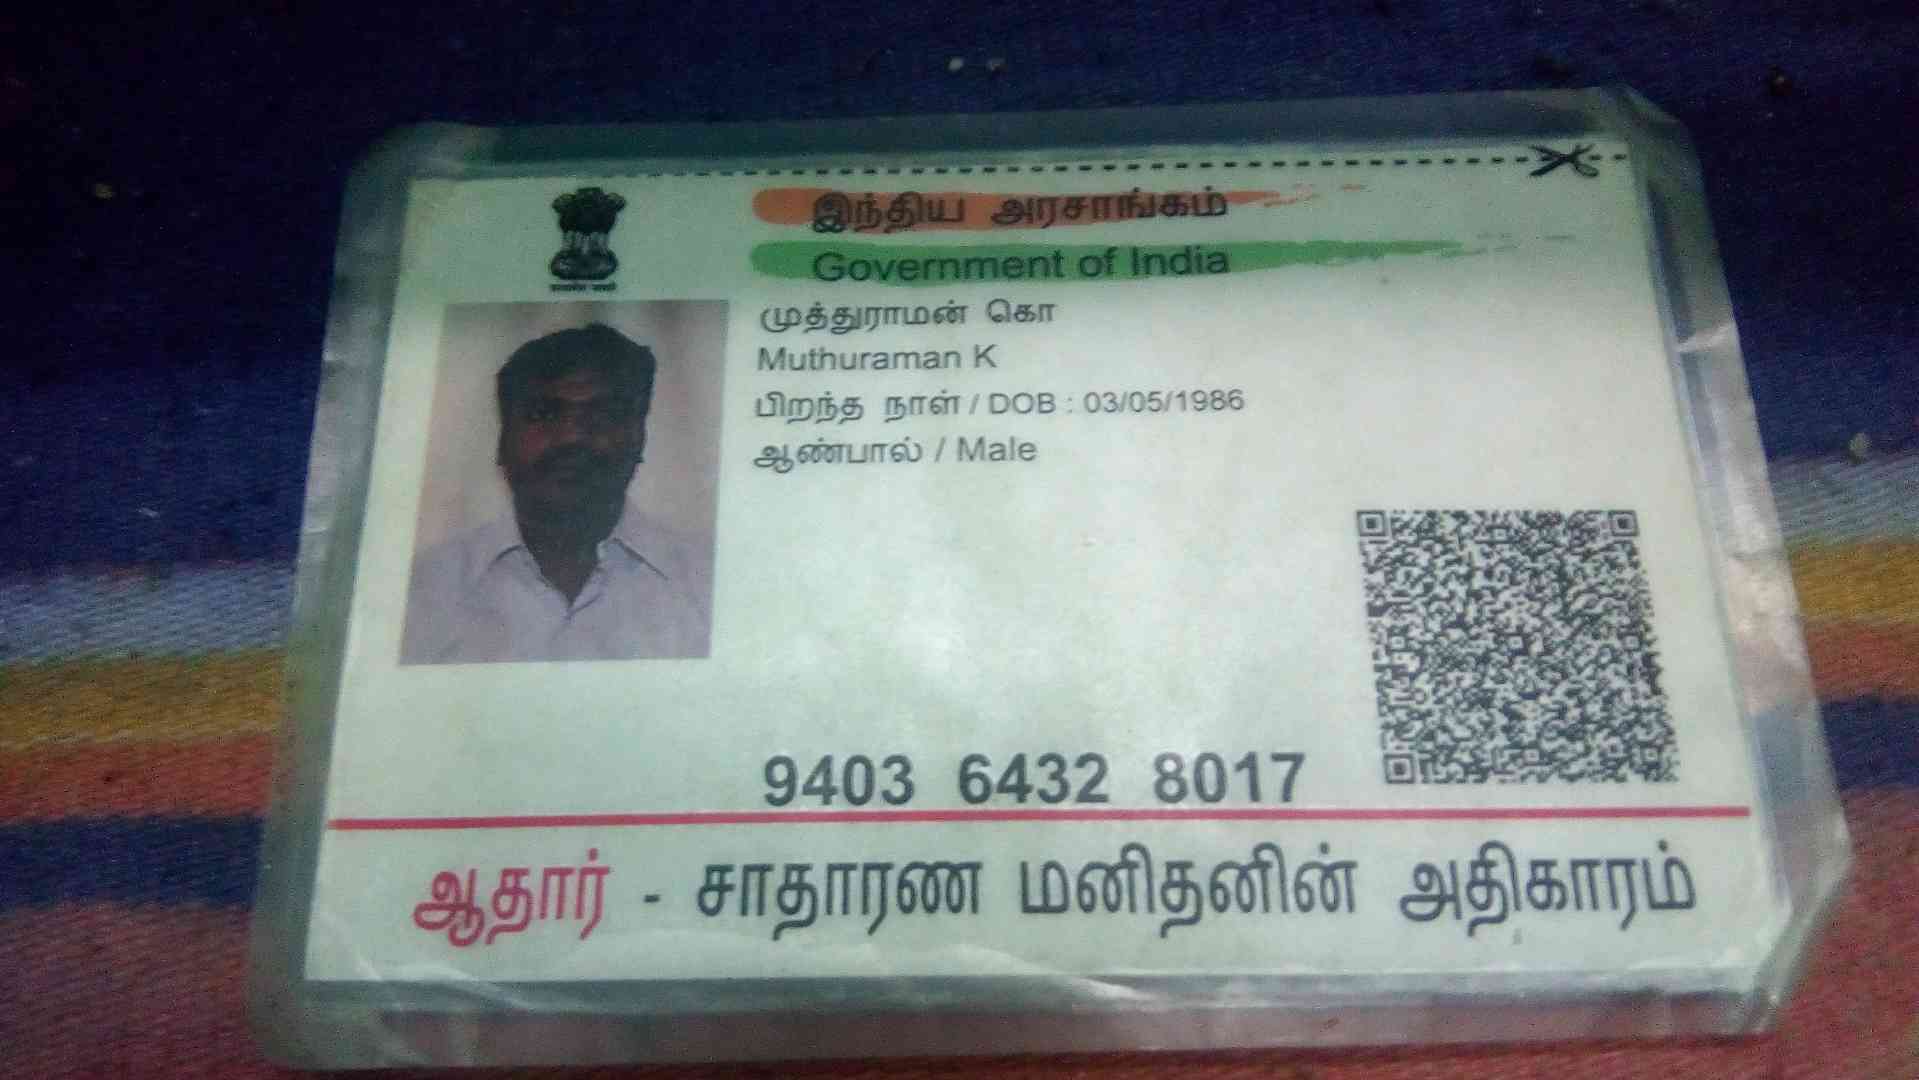 இந்திய அரசாங்கம்
Government of India
முத்துராமன் கொ
Muthuraman K
பிறந்த நாள் / DOB : 03/05/1986
ஆண்பால் / Male
9403 6432 8017
ஆதார் - சாதாரண மனிதனின் அதிகாரம்